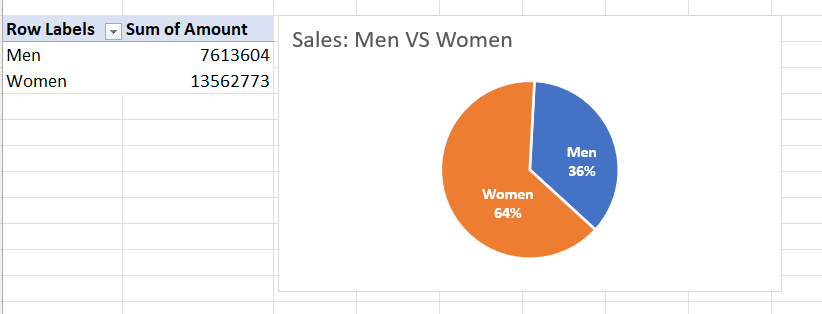 Row Labels Sum of Amount
Men 7613604
Women 13562773
Sales: Men VS Women
Men
36%
Women
64%